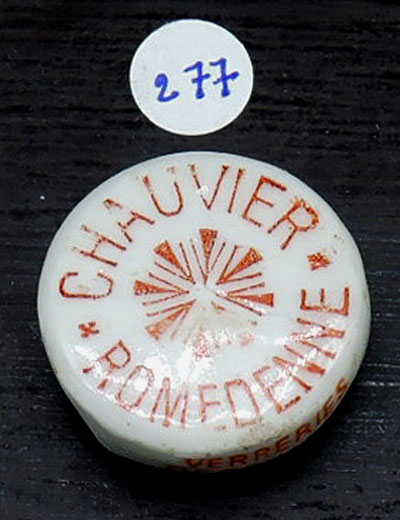 277
CHAUVIER
* ROMEDENNE *
VERRERIES